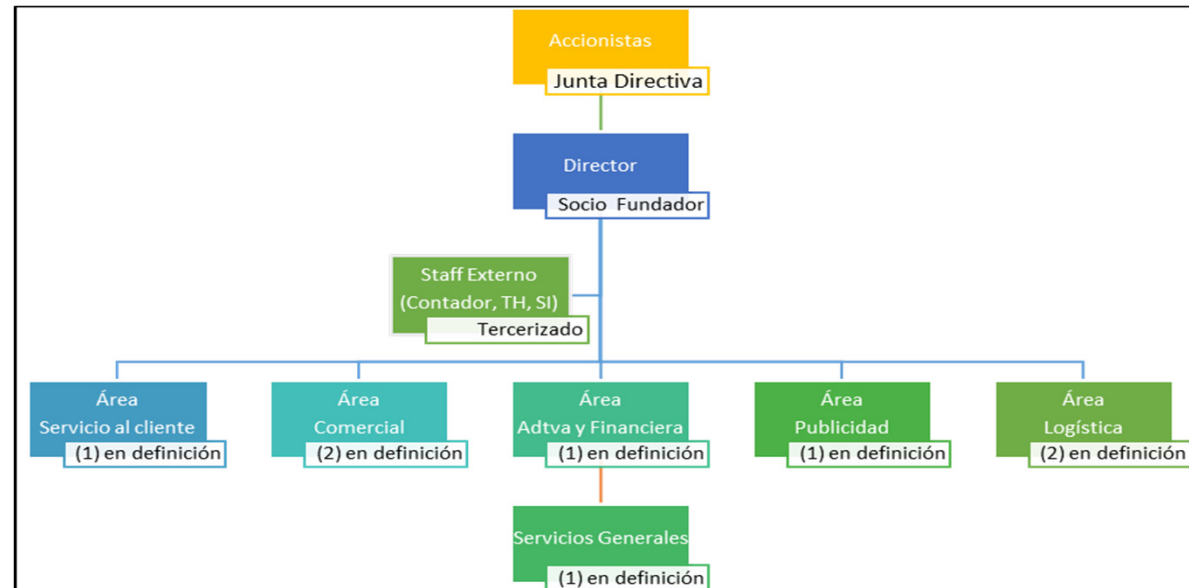 Accionistas
Junta Directiva
Director
Socio Fundador
Staff Externo
(Contador, TH, SI)
Tercerizado
Área
Servicio al cliente
(1) en definición
Área
Comercial
(2) en definición
Área
Adtva y Financiera
(1) en definición
Área
Publicidad
(1) en definición
Área
Logística
(2) en definición
Servicios Generales
(1) en definición